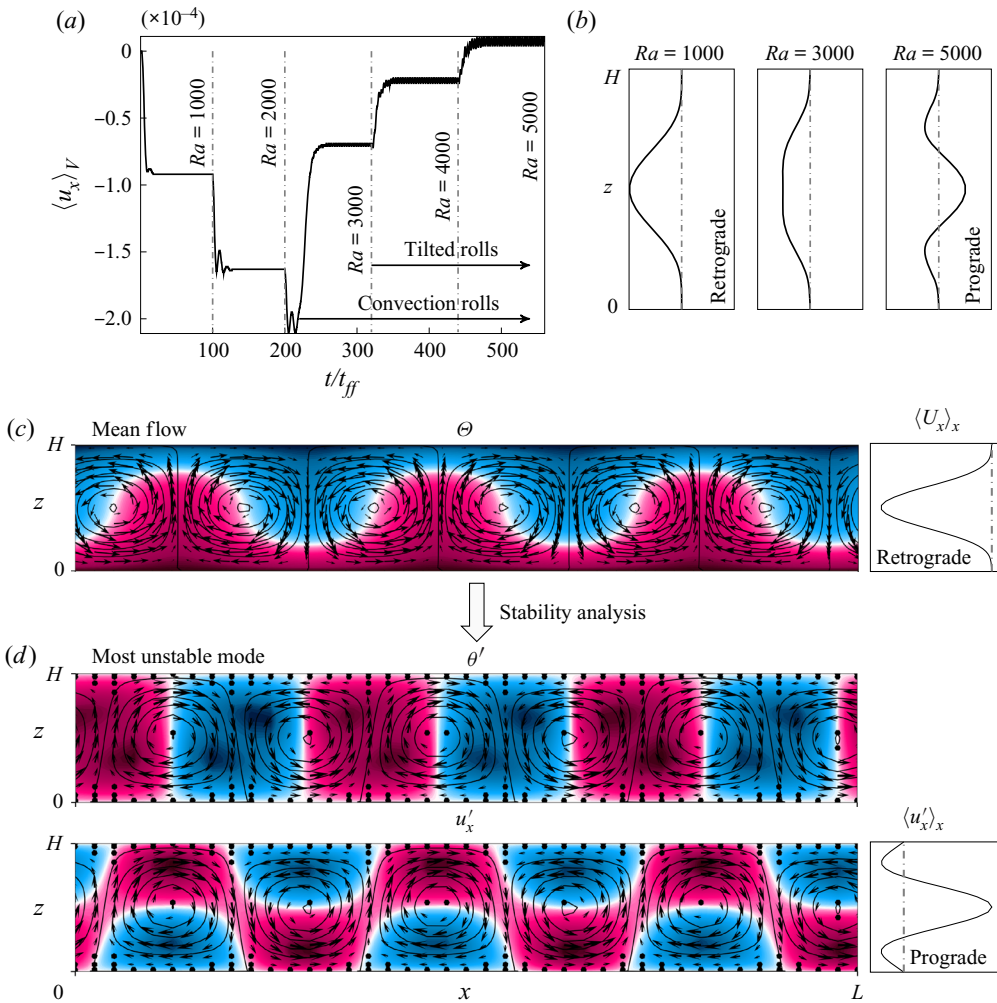 (a)
(×10⁻⁴)
0
−0.5
−1.0
−1.5
−2.0
⟨u_x⟩_V
Ra = 1000
Ra = 2000
Ra = 3000
Ra = 4000
Ra = 5000
Tilted rolls
Convection rolls
100 200 300 400 500
t/t_ff
(b)
Ra = 1000 Ra = 3000 Ra = 5000
H
z
0
Retrograde
Prograde
(c)
H Mean flow Θ ⟨U_x⟩_x
z
0
Retrograde
Stability analysis
(d)
Most unstable mode θ′
H
z
0
u′_x ⟨u′_x⟩_x
H
z
Prograde
0 x L